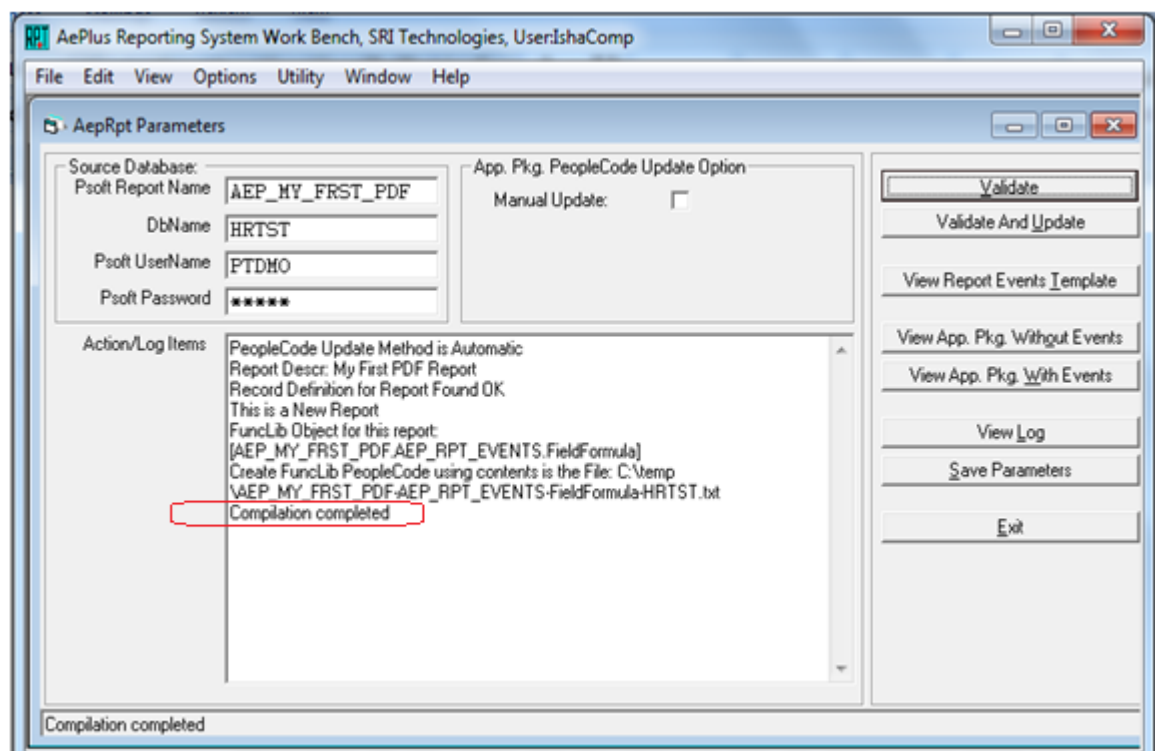 AePlus Reporting System Work Bench, SRI Technologies, User:IshaComp
File Edit View Options Utility Window Help
AepRpt Parameters
Source Database:
Psoft Report Name AEP_MY_FRST_PDF
DbName HRTST
Psoft UserName PTDMO
Psoft Password *****
App. Pkg. PeopleCode Update Option
Manual Update:
Action/Log Items
PeopleCode Update Method is Automatic
Report Descr: My First PDF Report
Record Definition for Report Found OK
This is a New Report
FuncLib Object for this report:
[AEP_MY_FRST_PDF.AEP_RPT_EVENTS.FieldFormula]
Create FuncLib PeopleCode using contents is the File: C:\temp
\AEP_MY_FRST_PDF-AEP_RPT_EVENTS-FieldFormula-HRTST.txt
Compilation completed
Validate
Validate And Update
View Report Events Template
View App. Pkg. Without Events
View App. Pkg. With Events
View Log
Save Parameters
Exit
Compilation completed